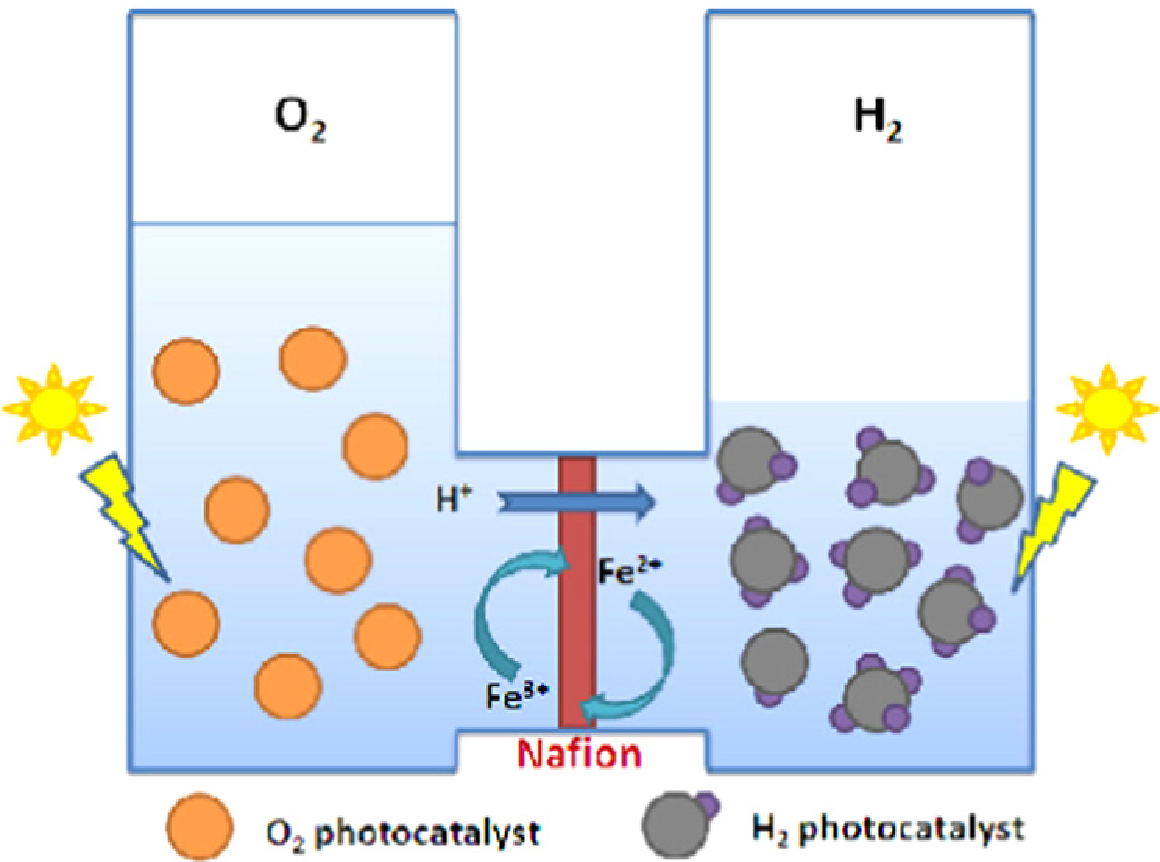 O₂
H₂
H⁺
Fe²⁺
Fe³⁺
Nafion
O₂ photocatalyst
H₂ photocatalyst